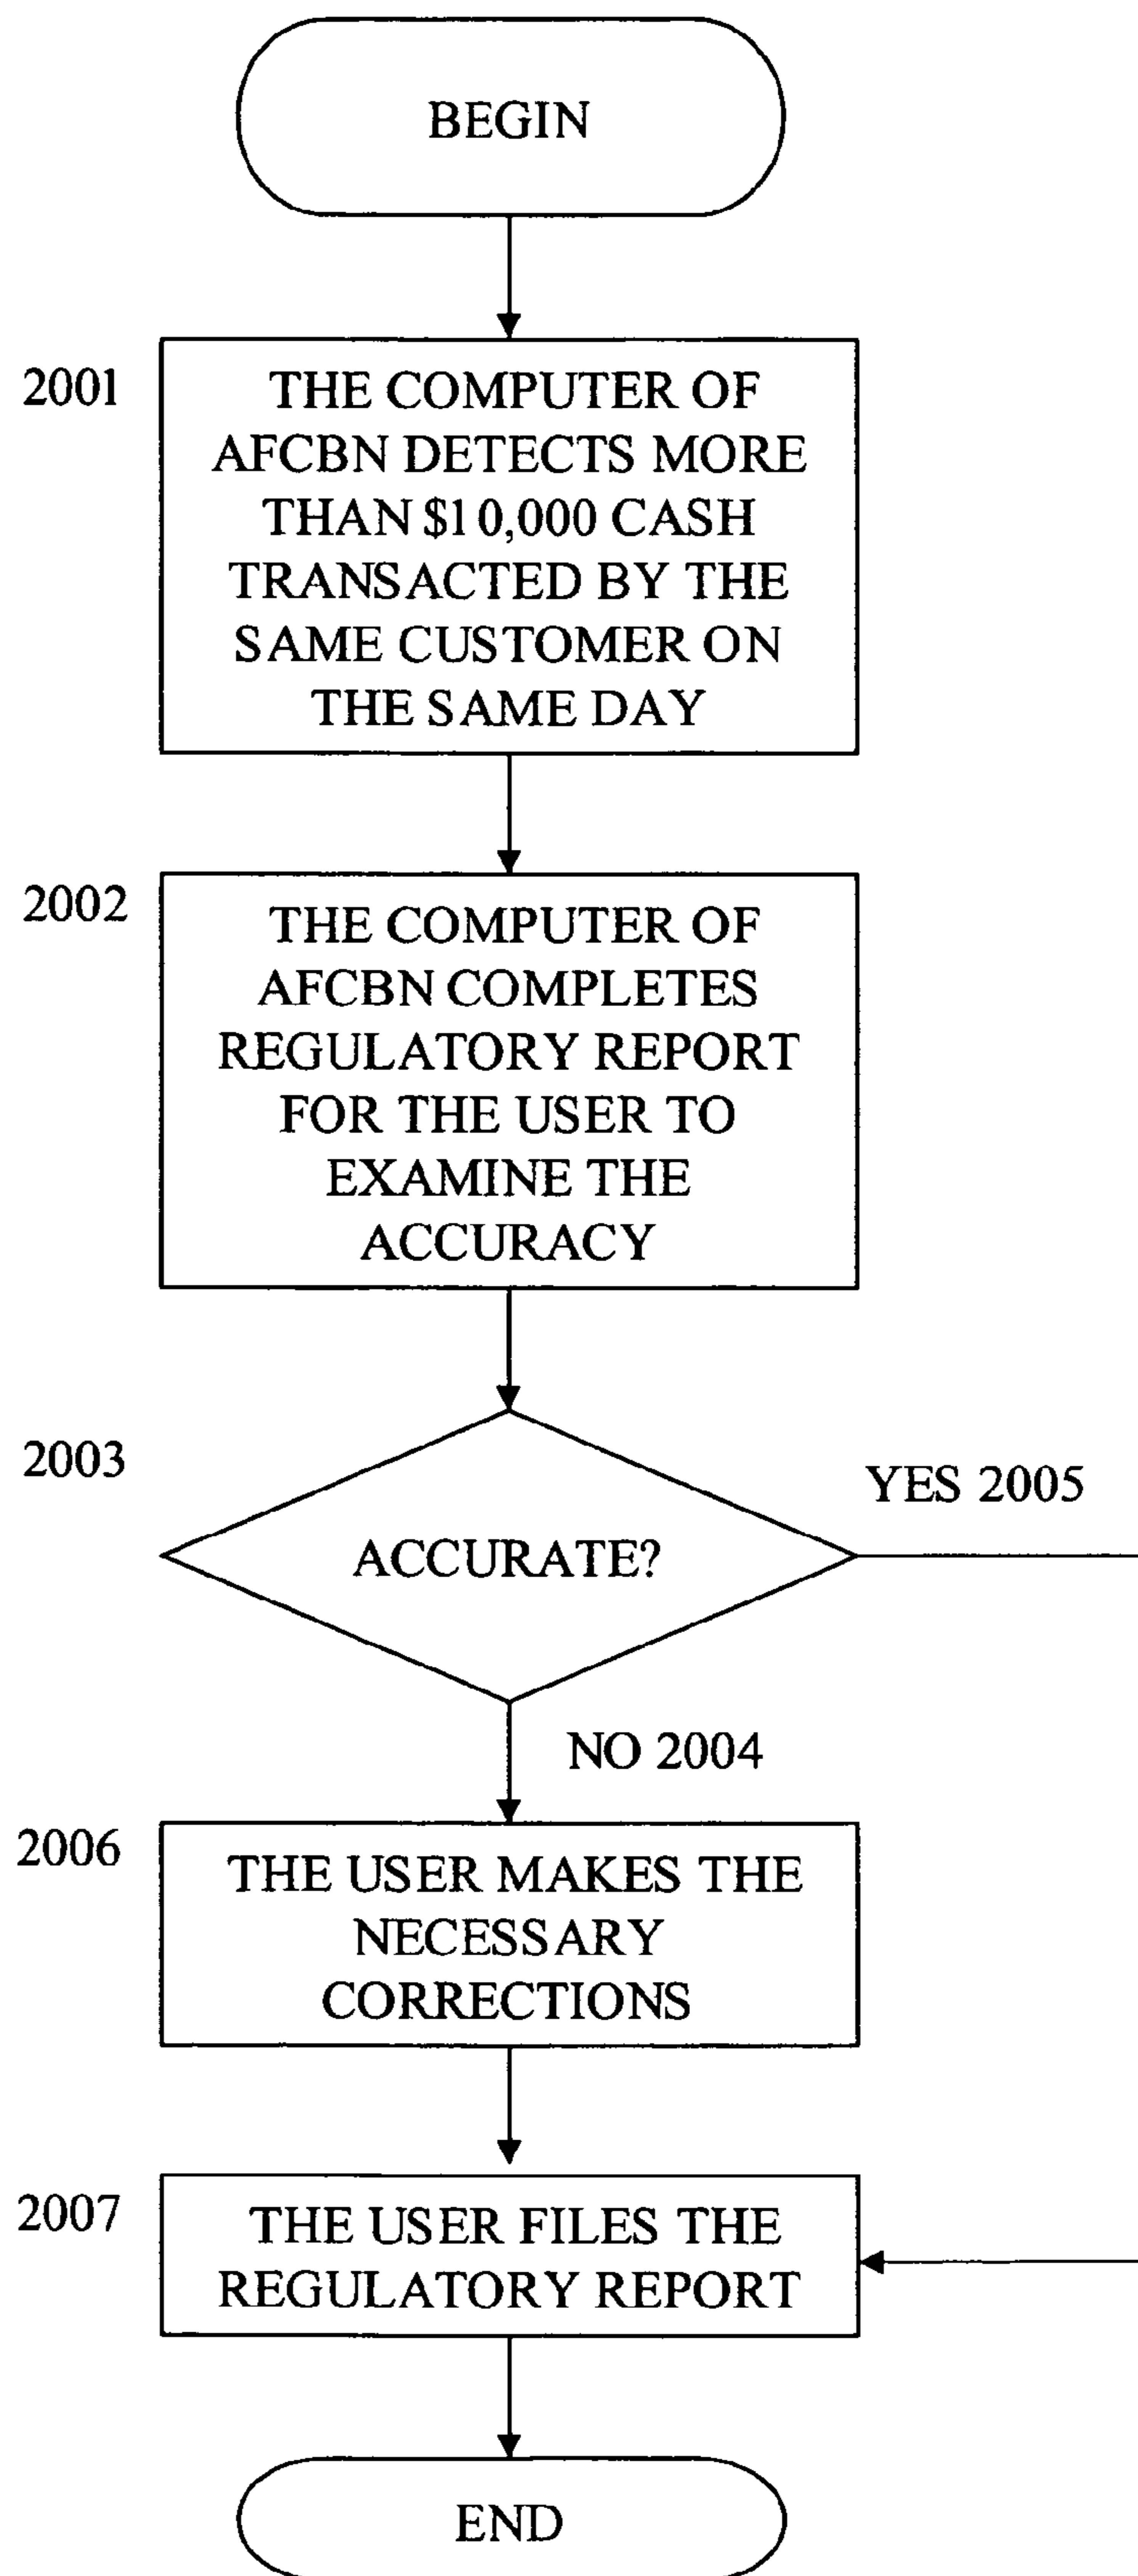 BEGIN
2001
THE COMPUTER OF
AFCBN DETECTS MORE
THAN $10,000 CASH
TRANSACTED BY THE
SAME CUSTOMER ON
THE SAME DAY
2002
THE COMPUTER OF
AFCBN COMPLETES
REGULATORY REPORT
FOR THE USER TO
EXAMINE THE
ACCURACY
2003
ACCURATE?
YES 2005
NO 2004
2006
THE USER MAKES THE
NECESSARY
CORRECTIONS
2007
THE USER FILES THE
REGULATORY REPORT
END